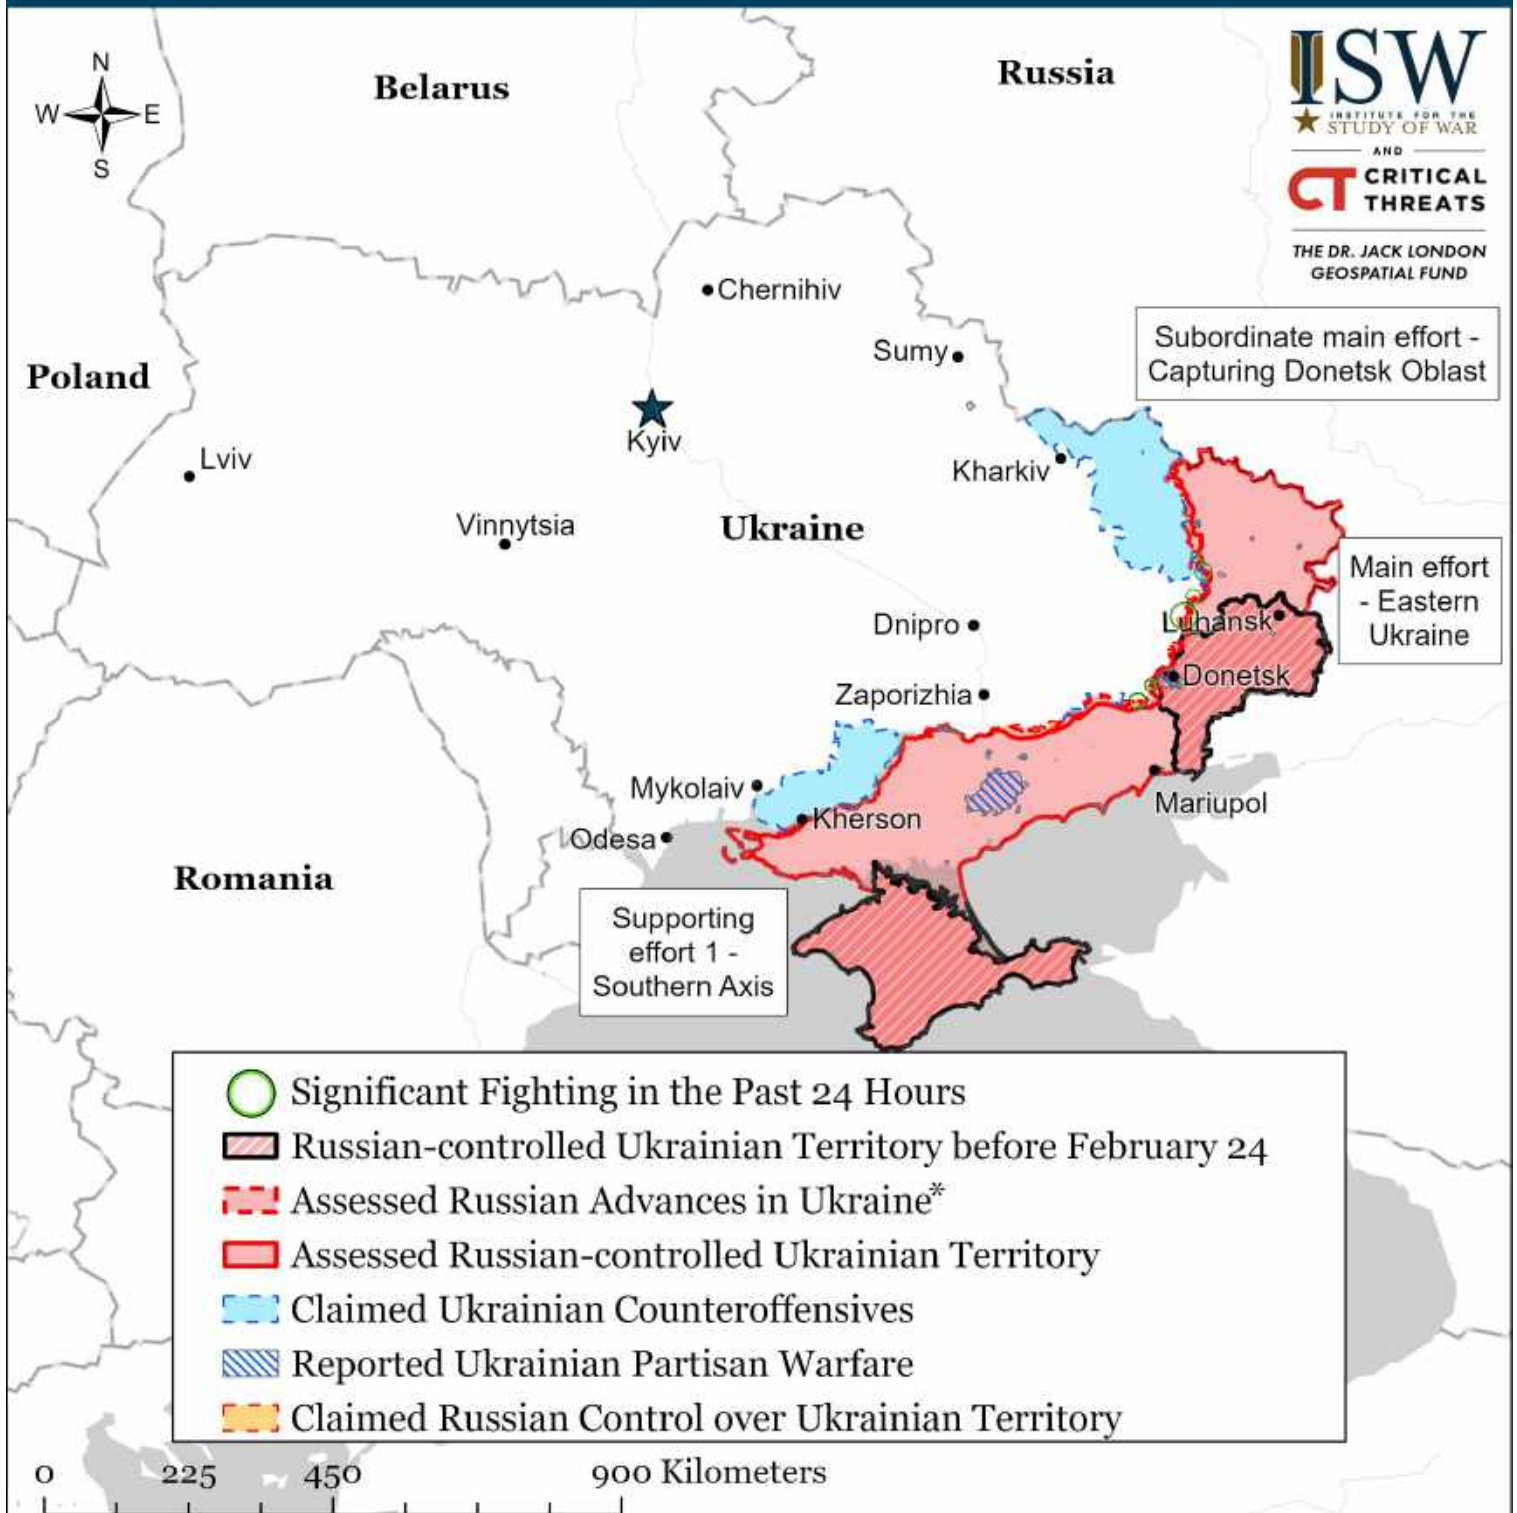 N
W E
S
Belarus
Russia
ISW
INSTITUTE FOR THE
STUDY OF WAR
AND
CT CRITICAL
THREATS
THE DR. JACK LONDON
GEOSPATIAL FUND
Chernihiv
Subordinate main effort -
Capturing Donetsk Oblast
Sumy
Poland
Kyiv
Lviv
Kharkiv
Vinnytsia
Ukraine
Main effort
- Eastern
Ukraine
Dnipro
Luhansk
Donetsk
Zaporizhia
Mykolaiv
Mariupol
Kherson
Odesa
Romania
Supporting
effort 1 -
Southern Axis
Significant Fighting in the Past 24 Hours
Russian-controlled Ukrainian Territory before February 24
Assessed Russian Advances in Ukraine*
Assessed Russian-controlled Ukrainian Territory
Claimed Ukrainian Counteroffensives
Reported Ukrainian Partisan Warfare
Claimed Russian Control over Ukrainian Territory
0 225 450 900 Kilometers